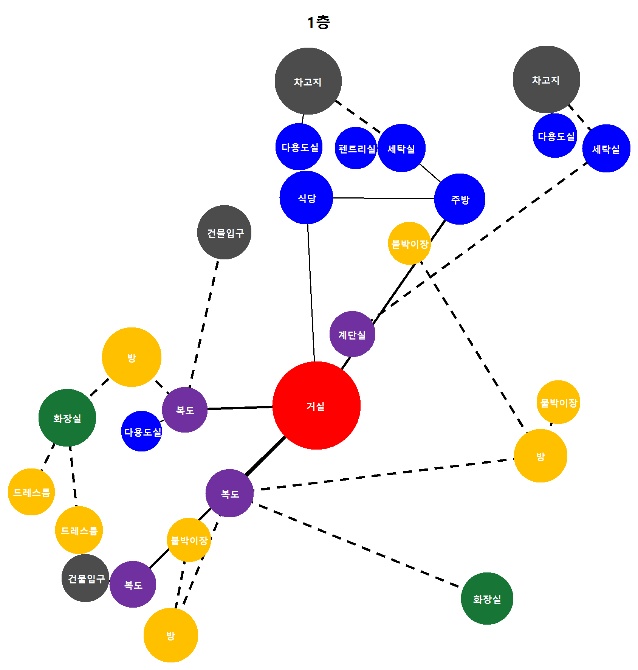 1층
차고지
차고지
다용도실
펜트리실
세탁실
다용도실
세탁실
식당
주방
건물입구
붙박이장
계단실
방
거실
복도
화장실
다용도실
붙박이장
방
드레스룸
복도
드레스룸
붙박이장
건물입구
복도
화장실
방